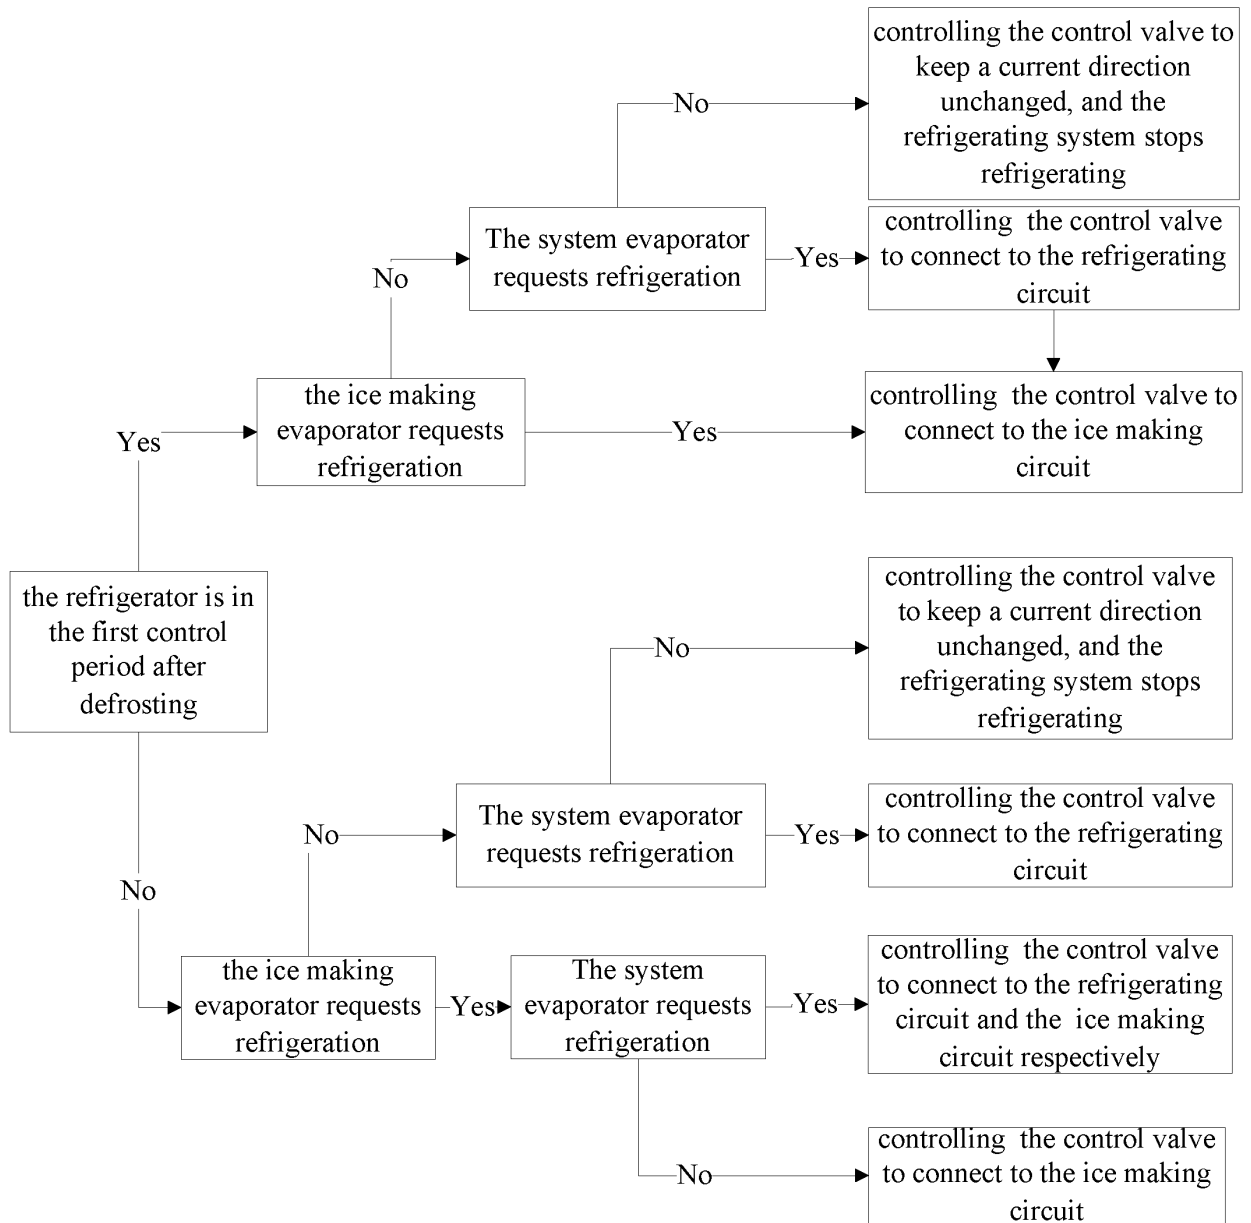 controlling the control valve to
keep a current direction
unchanged, and the
refrigerating system stops
refrigerating
No
The system evaporator
requests refrigeration
Yes
controlling the control valve
to connect to the refrigerating
circuit
No
the ice making
evaporator requests
refrigeration
Yes
controlling the control valve to
connect to the ice making
circuit
Yes
the refrigerator is in
the first control
period after
defrosting
controlling the control valve
to keep a current direction
unchanged, and the
refrigerating system stops
refrigerating
No
The system evaporator
requests refrigeration
Yes
controlling the control valve
to connect to the refrigerating
circuit
No
No
the ice making
evaporator requests
refrigeration
Yes
The system
evaporator requests
refrigeration
Yes
controlling the control valve
to connect to the refrigerating
circuit and the ice making
circuit respectively
No
controlling the control valve
to connect to the ice making
circuit